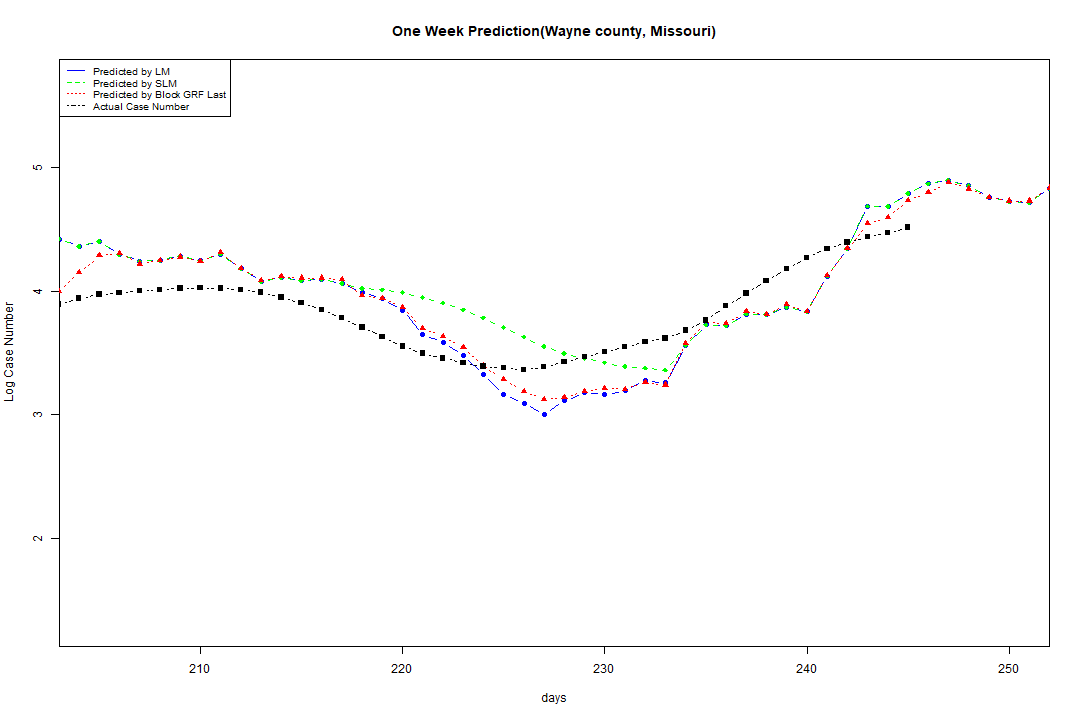 One Week Prediction(Wayne county, Missouri)
Predicted by LM
Predicted by SLM
Predicted by Block GRF Last
Actual Case Number
5
4
3
2
Log Case Number
210 220 230 240 250
days